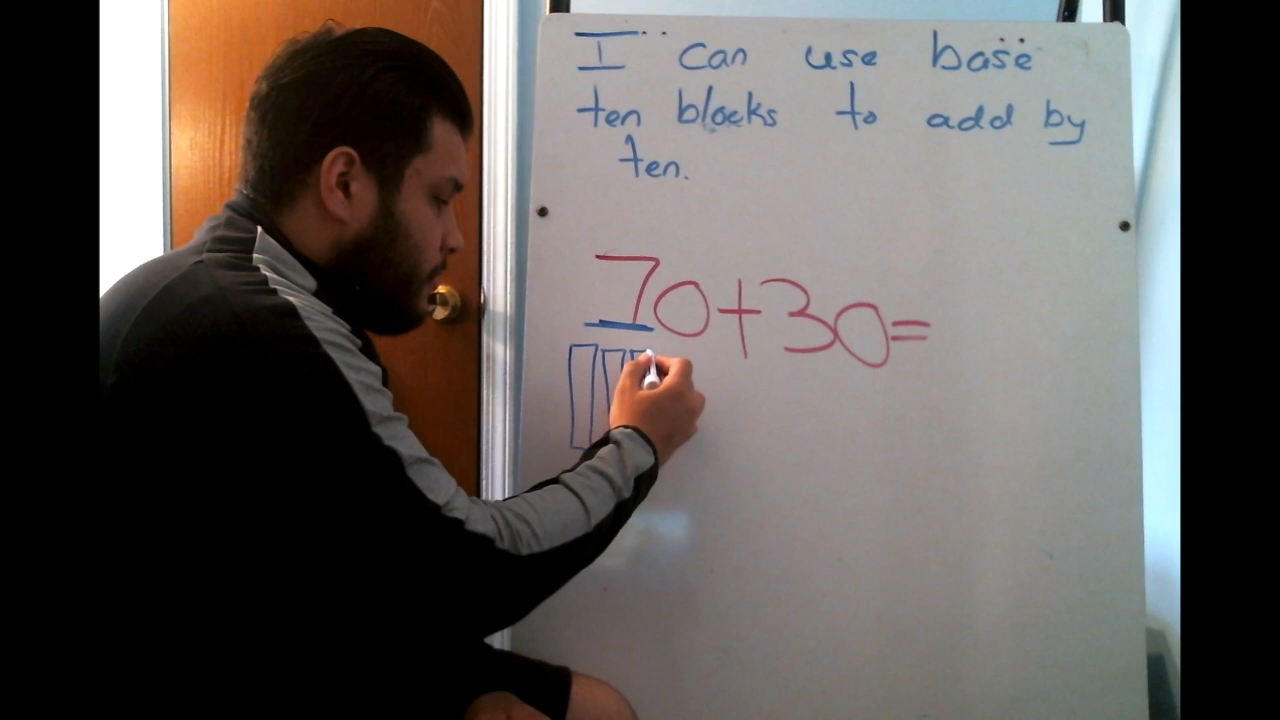 I can use base
ten blocks to add by
ten.
70+30=